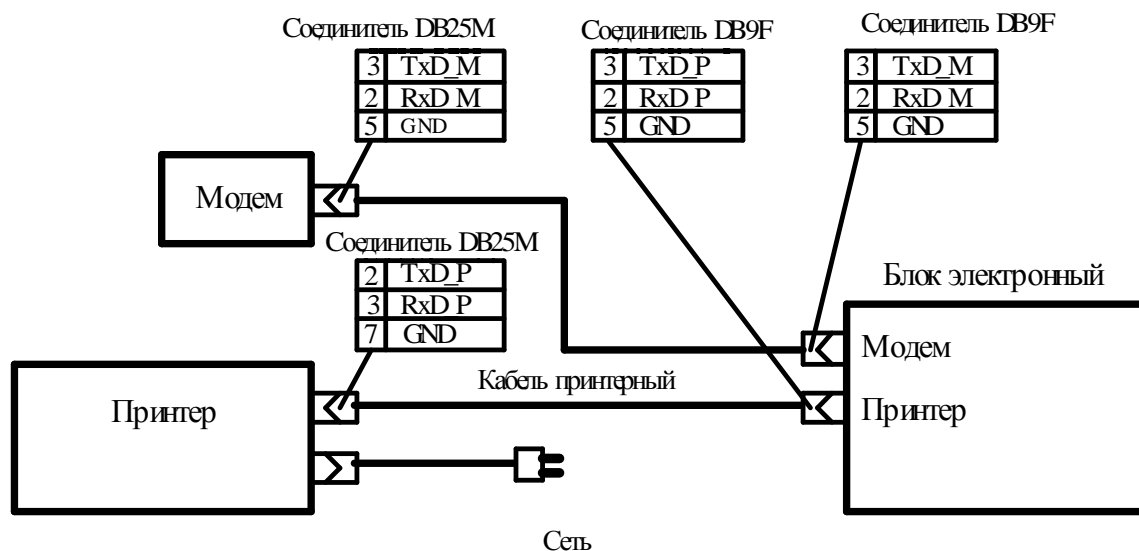 Соединитель DB25M
3 TxD_M
2 RxD M
5 GND
Соединитель DB9F
3 TxD_P
2 RxD P
5 GND
Соединитель DB9F
3 TxD_M
2 RxD M
5 GND
Модем
Соединитель DB25M
2 TxD_P
3 RxD P
7 GND
Блок электронный
Модем
Принтер
Кабель принтерный
Принтер
Сеть